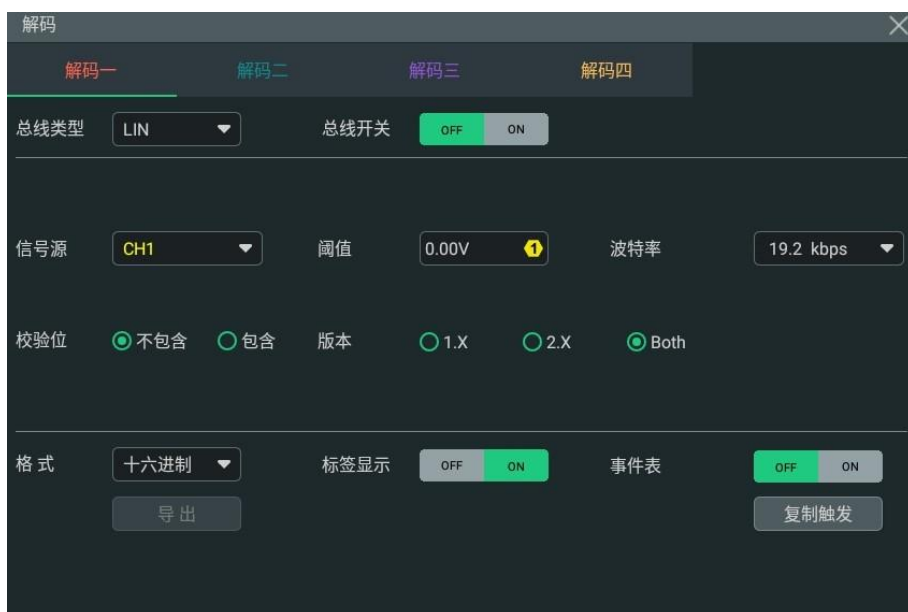 解码
解码一 解码二 解码三 解码四
总线类型 LIN 总线开关 OFF ON
信号源 CH1 阈值 0.00V 1 波特率 19.2 kbps
校验位 不包含 包含 版本 1.X 2.X Both
格 式 十六进制 标签显示 OFF ON 事件表 OFF ON
导 出 复制触发